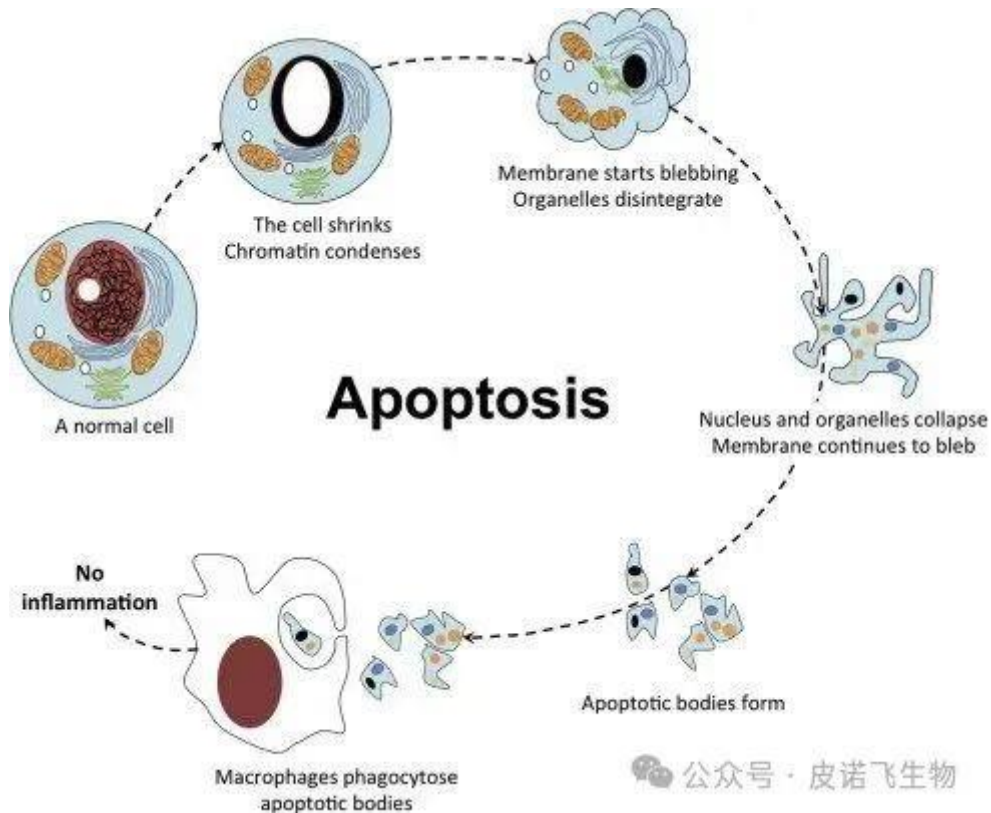 A normal cell
The cell shrinks
Chromatin condenses
Membrane starts blebbing
Organelles disintegrate
Apoptosis
Nucleus and organelles collapse
Membrane continues to bleb
Apoptotic bodies form
Macrophages phagocytose
apoptotic bodies
No
inflammation
公众号 · 皮诺飞生物